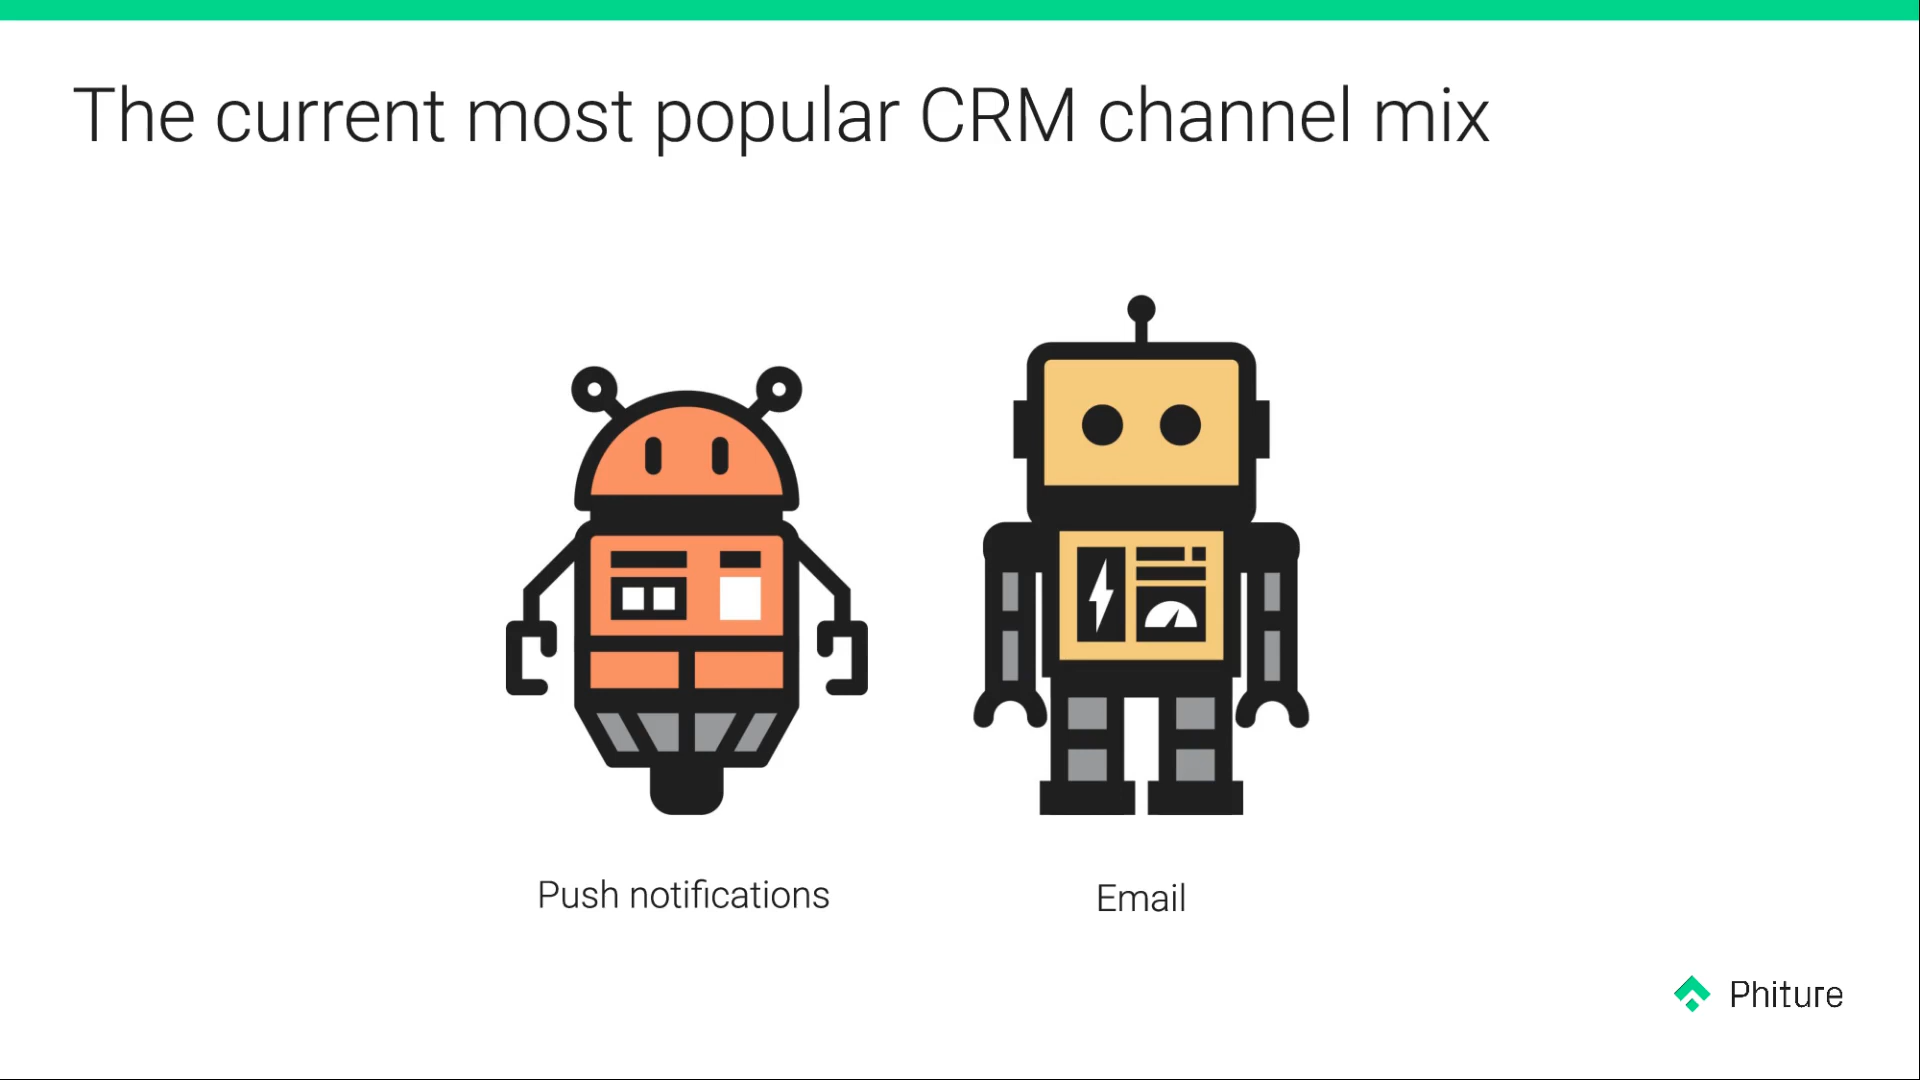 The current most popular CRM channel mix
Push notifications
Email
Phiture